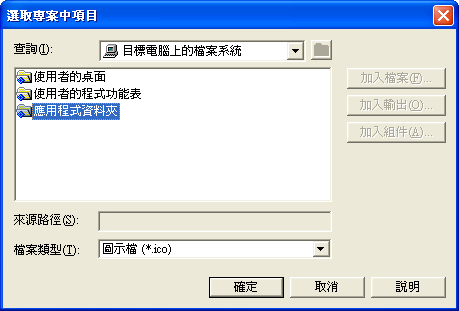 選取專案中項目
查詢(I):
目標電腦上的檔案系統
使用者的桌面
使用者的程式功能表
應用程式資料夾
加入檔案(F)...
加入輸出(O)...
加入組件(A)...
來源路徑(S):
檔案類型(T):
圖示檔 (*.ico)
確定
取消
說明